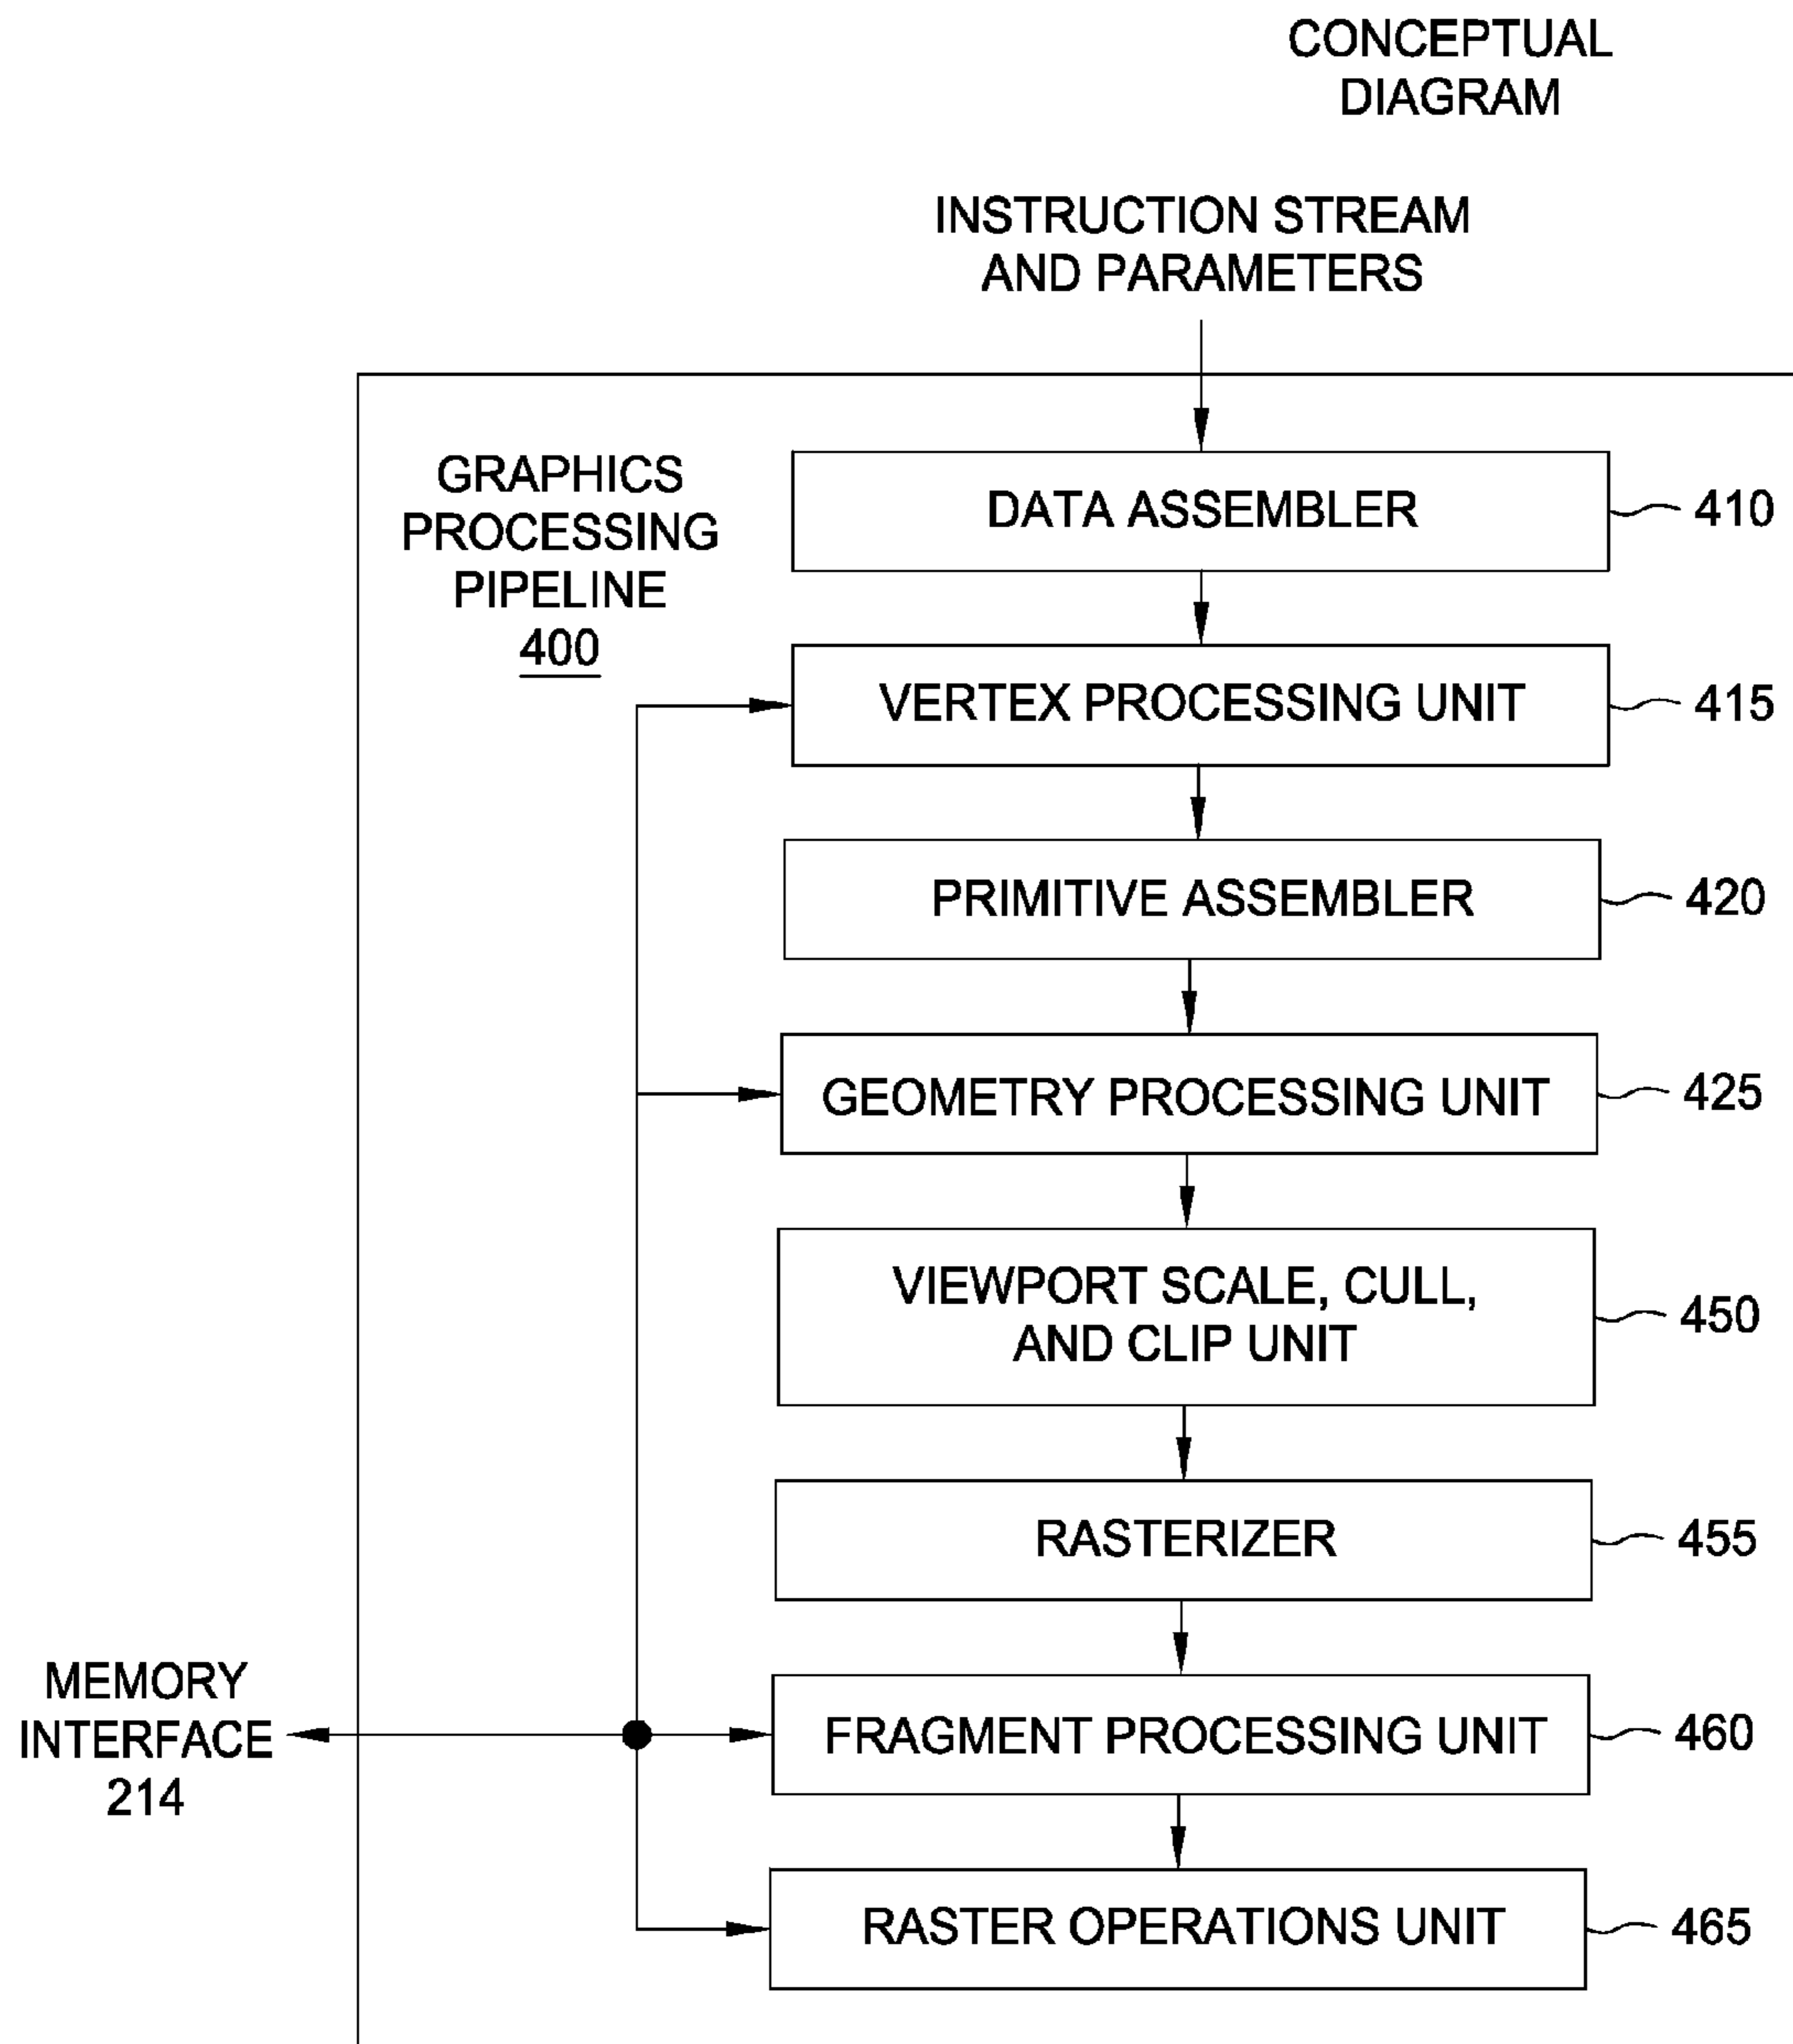 CONCEPTUAL
DIAGRAM
INSTRUCTION STREAM
AND PARAMETERS
GRAPHICS
PROCESSING
PIPELINE
400
DATA ASSEMBLER
410
VERTEX PROCESSING UNIT
415
PRIMITIVE ASSEMBLER
420
GEOMETRY PROCESSING UNIT
425
VIEWPORT SCALE, CULL,
AND CLIP UNIT
450
RASTERIZER
455
MEMORY
INTERFACE
214
FRAGMENT PROCESSING UNIT
460
RASTER OPERATIONS UNIT
465